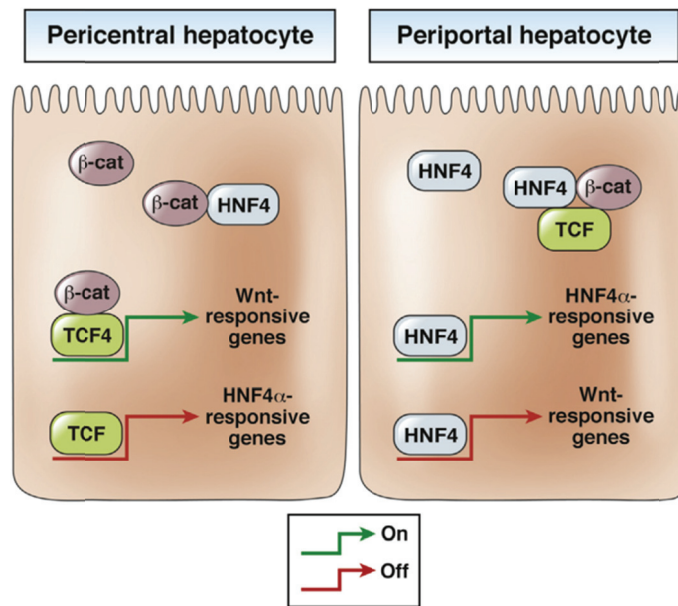 Pericentral hepatocyte
Periportal hepatocyte
β-cat
β-cat
HNF4
β-cat
TCF4
Wnt-
responsive
genes
TCF
HNF4α-
responsive
genes
HNF4
HNF4
β-cat
TCF
HNF4
HNF4α-
responsive
genes
HNF4
Wnt-
responsive
genes
On
Off